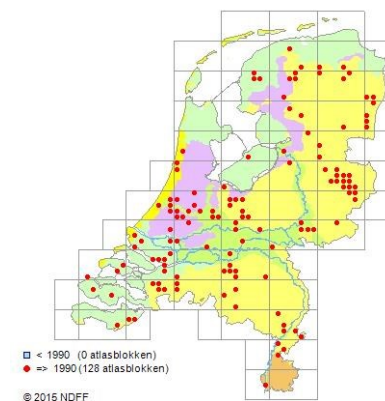 < 1990 (0 atlasblokken)
=> 1990 (128 atlasblokken)
© 2015 NDFF